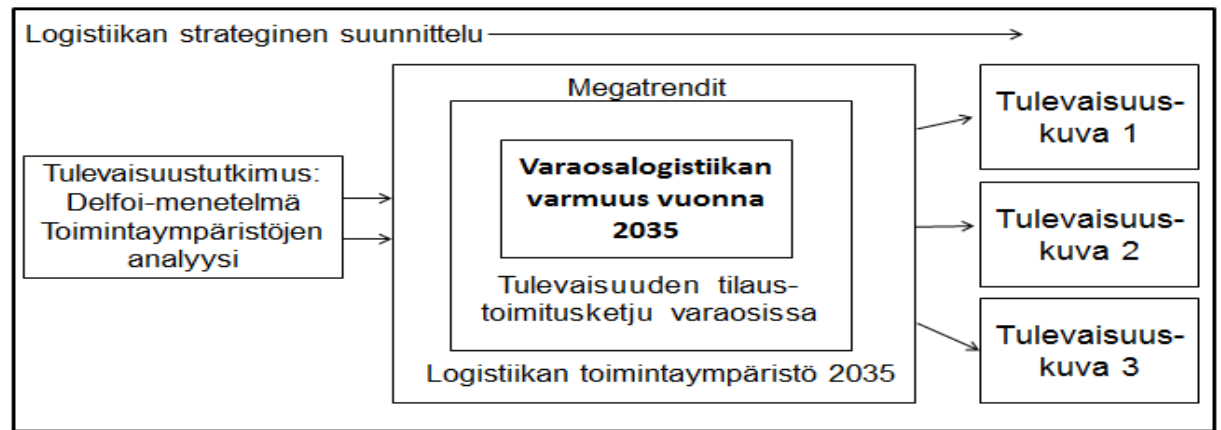 Logistiikan strateginen suunnittelu
Tulevaisuustutkimus:
Delfoi-menetelmä
Toimintaympäristöjen
analyysi
Megatrendit
Varaosalogistiikan
varmuus vuonna
2035
Tulevaisuuden tilaus-
toimitusketju varaosissa
Logistiikan toimintaympäristö 2035
Tulevaisuus-
kuva 1
Tulevaisuus-
kuva 2
Tulevaisuus-
kuva 3